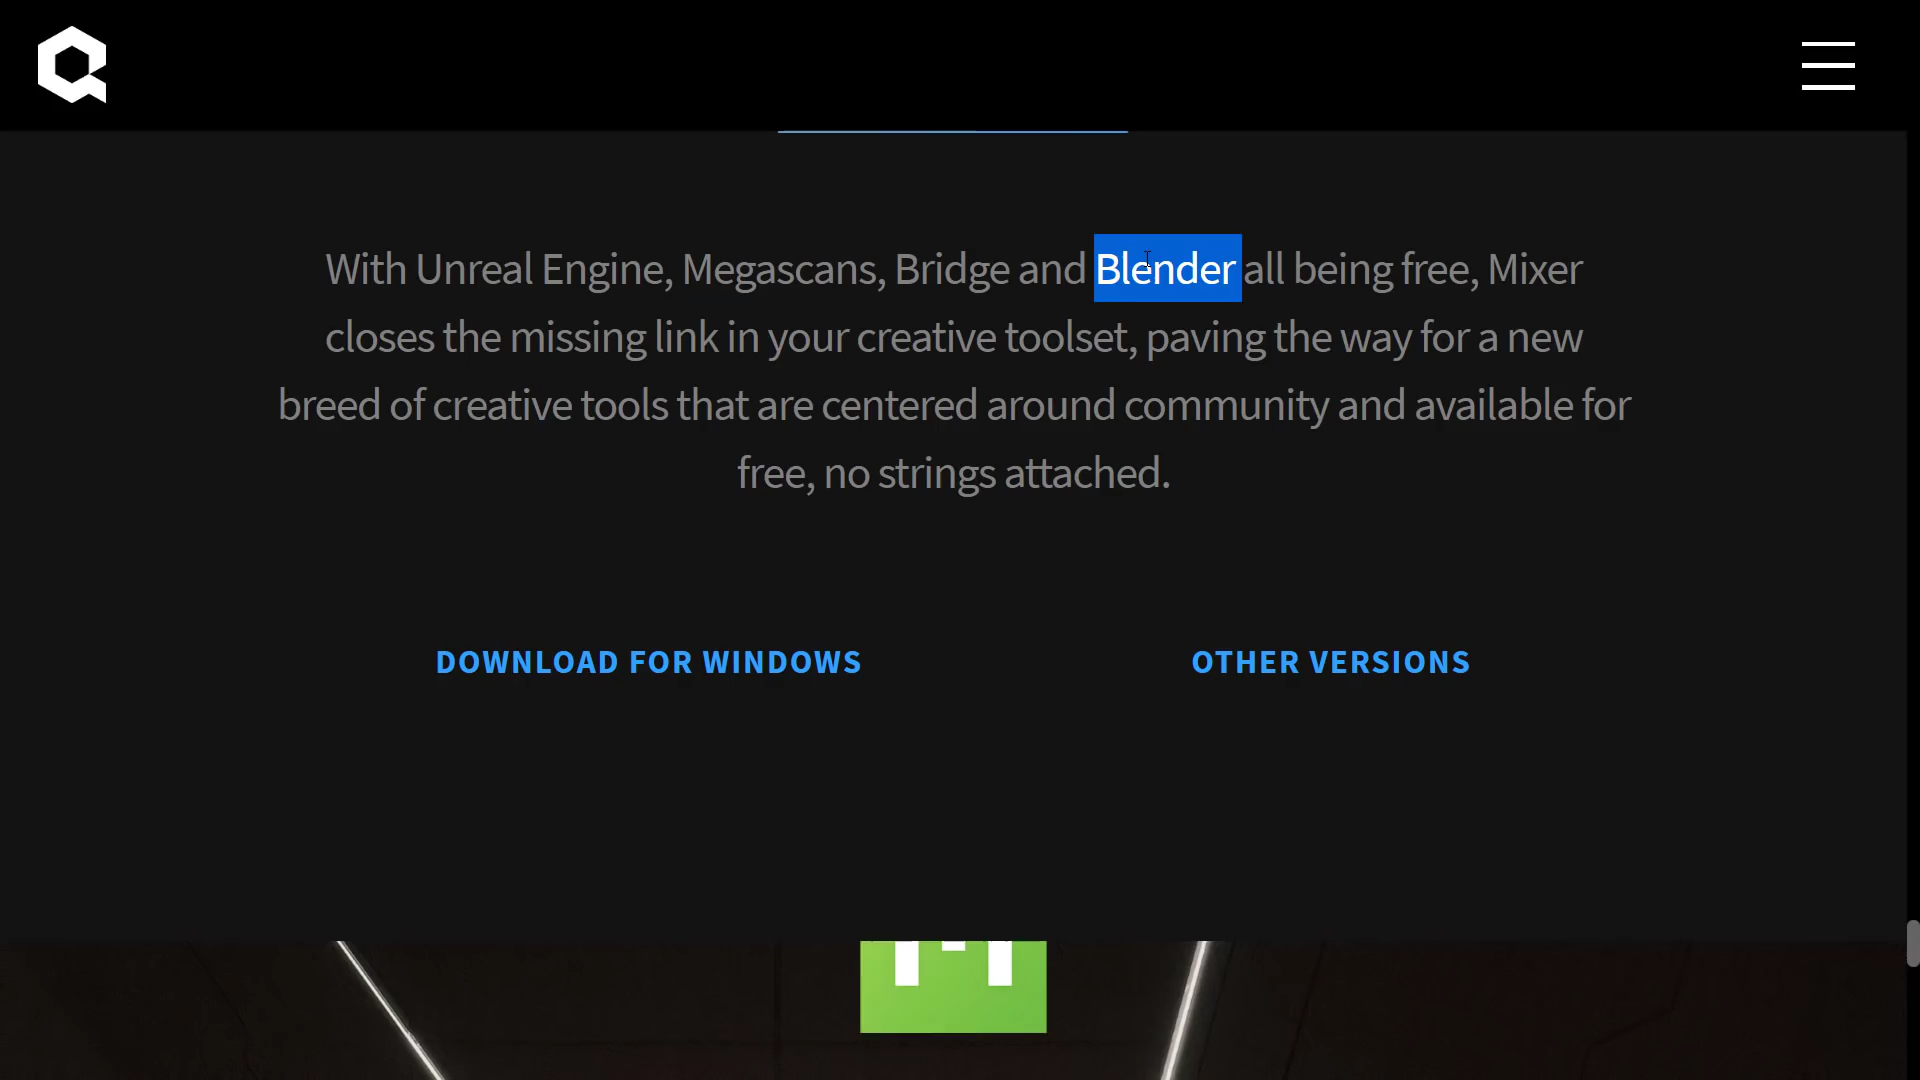 With Unreal Engine, Megascans, Bridge and Blender all being free, Mixer
closes the missing link in your creative toolset, paving the way for a new
breed of creative tools that are centered around community and available for
free, no strings attached.
DOWNLOAD FOR WINDOWS
OTHER VERSIONS